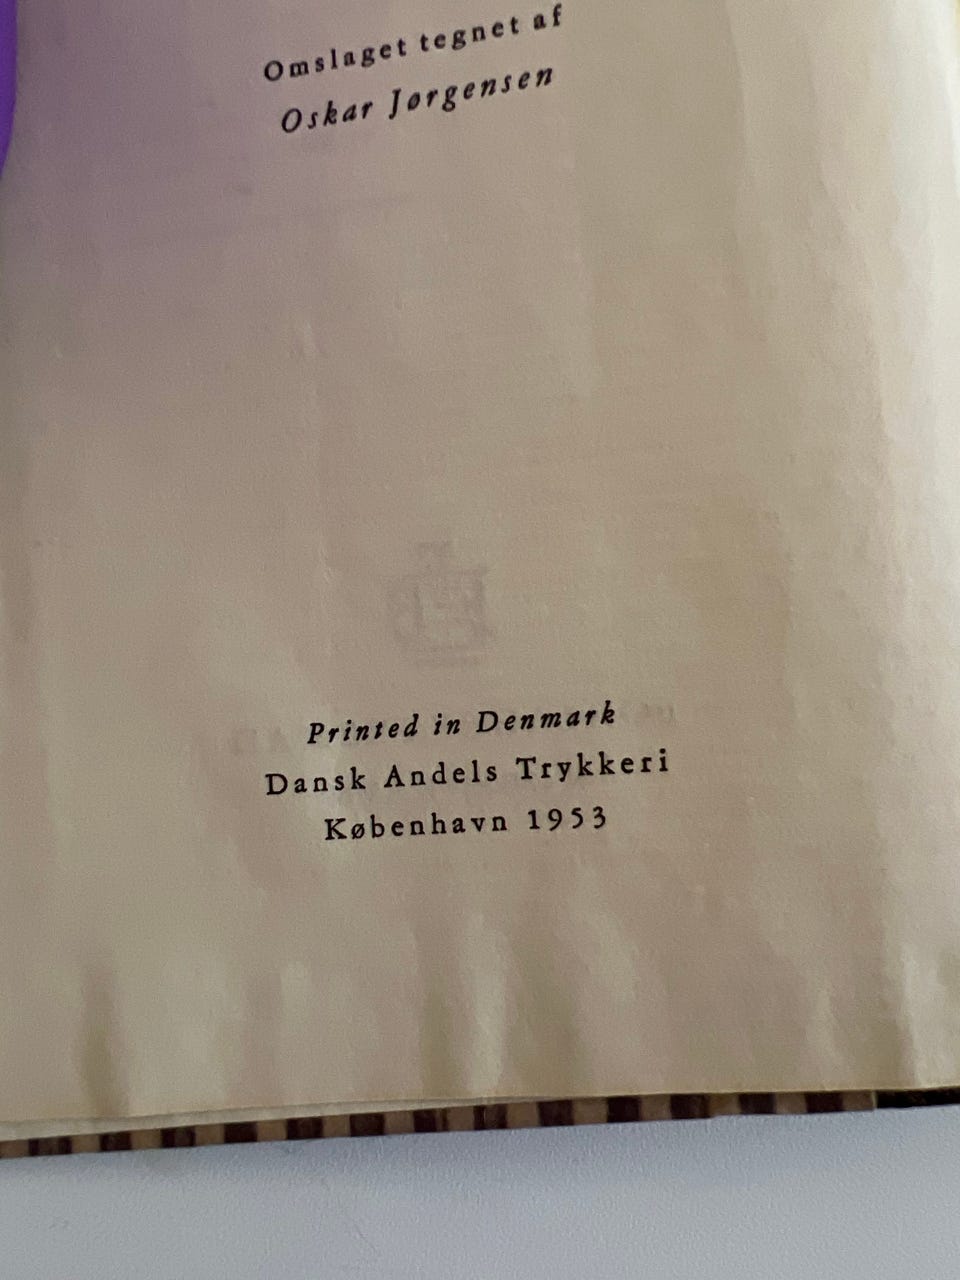 Omslaget tegnet af
Oskar Jørgensen
Printed in Denmark
Dansk Andels Trykkeri
København 1953